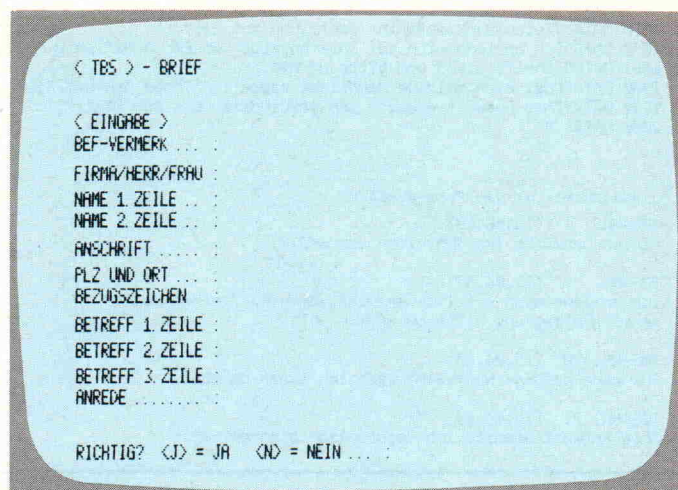 < TBS > - BRIEF
< EINGABE >
BEF-VERMERK ... :
FIRMA/HERR/FRAU :
NAME 1. ZEILE .. :
NAME 2. ZEILE .. :
ANSCHRIFT ...... :
PLZ UND ORT ... :
BEZUGSZEICHEN
BETREFF 1. ZEILE :
BETREFF 2. ZEILE :
BETREFF 3. ZEILE :
ANREDE .......... :
RICHTIG? <J> = JA <N> = NEIN ... :